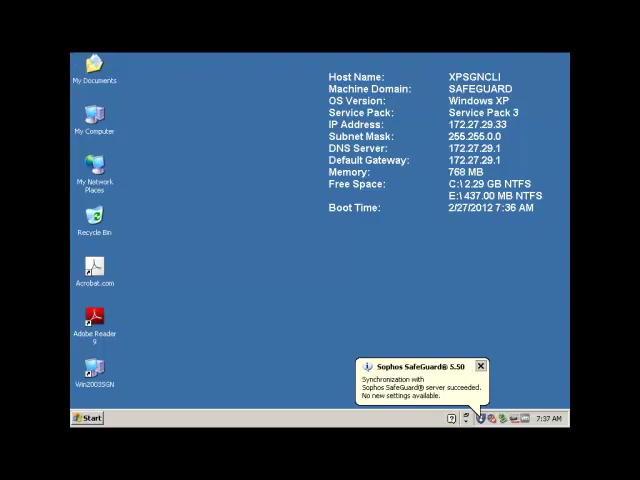 My Documents
My Computer
My Network
Places
Recycle Bin
Acrobat.com
Adobe Reader
9
Win2003SGN
Host Name: XPSGNCLI
Machine Domain: SAFEGUARD
OS Version: Windows XP
Service Pack: Service Pack 3
IP Address: 172.27.29.33
Subnet Mask: 255.255.0.0
DNS Server: 172.27.29.1
Default Gateway: 172.27.29.1
Memory: 768 MB
Free Space: C:\ 2.29 GB NTFS
E:\ 437.00 MB NTFS
Boot Time: 2/27/2012 7:36 AM
Sophos SafeGuard® 5.50
Synchronization with
Sophos SafeGuard® server succeeded.
No new settings available.
Start
7:37 AM